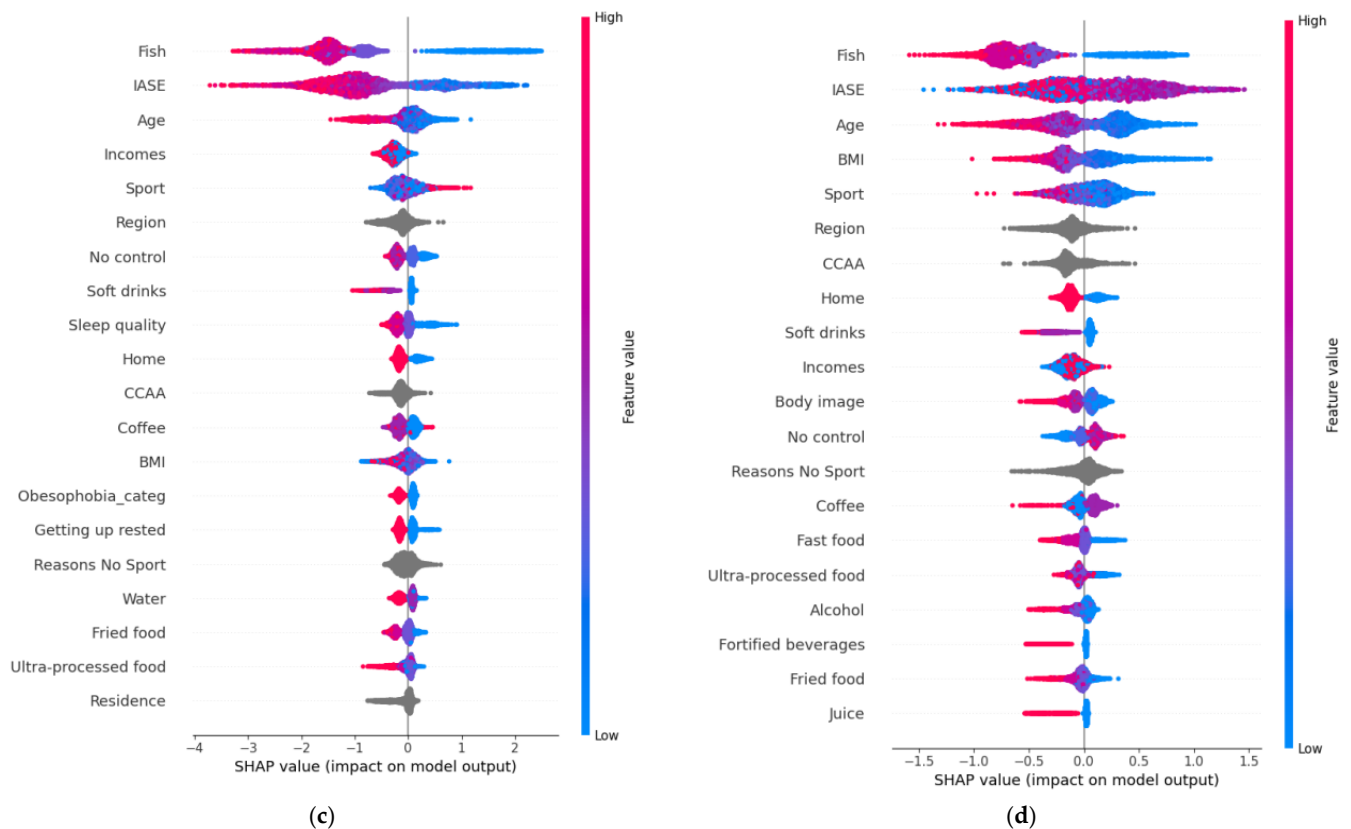 High
Fish
IASE
Age
Incomes
Sport
Region
No control
Soft drinks
Sleep quality
Home
CCAA
Coffee
BMI
Obesophobia_categ
Getting up rested
Reasons No Sport
Water
Fried food
Ultra-processed food
Residence
Low
Feature value
−4 −3 −2 −1 0 1 2
SHAP value (impact on model output)
(c)
High
Fish
IASE
Age
BMI
Sport
Region
CCAA
Home
Soft drinks
Incomes
Body image
No control
Reasons No Sport
Coffee
Fast food
Ultra-processed food
Alcohol
Fortified beverages
Fried food
Juice
Low
Feature value
−1.5 −1.0 −0.5 0.0 0.5 1.0 1.5
SHAP value (impact on model output)
(d)